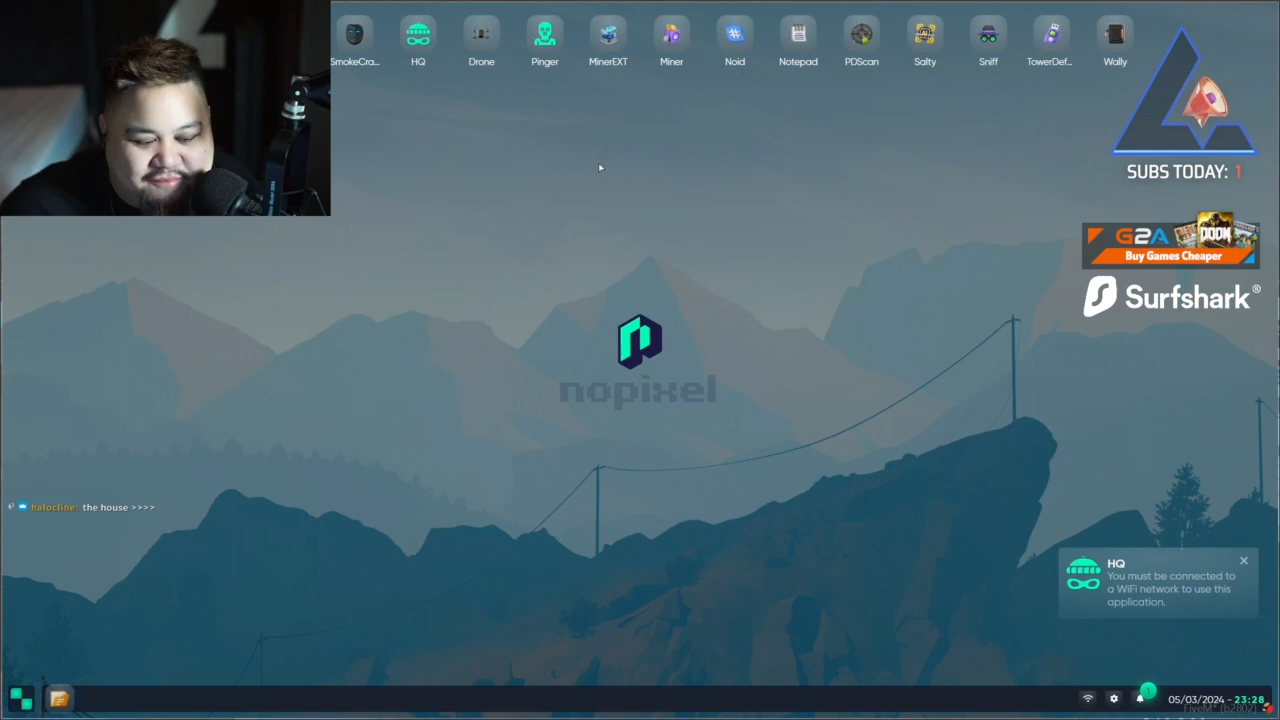 SmokeCra...
HQ
Drone
Pinger
MinerEXT
Miner
Noid
Notepad
PDScan
Salty
Sniff
TowerDef...
Wally
SUBS TODAY: 1
G2A
DOOM
Buy Games Cheaper
Surfshark®
nopixel
halocline: the house >>>>
HQ
You must be connected to
a WiFi network to use this
application.
05/03/2024 - 23:28